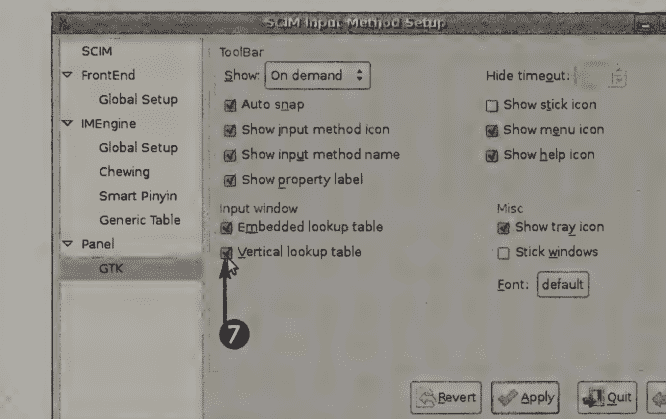 SCIM Input Method Setup
SCIM
FrontEnd
Global Setup
IMEngine
Global Setup
Chewing
Smart Pinyin
Generic Table
Panel
GTK
ToolBar
Show: On demand
Hide timeout:
Auto snap
Show stick icon
Show input method icon
Show menu icon
Show input method name
Show help icon
Show property label
Input window
Misc
Embedded lookup table
Show tray icon
Vertical lookup table
Stick windows
Font: default
7
Revert
Apply
Quit